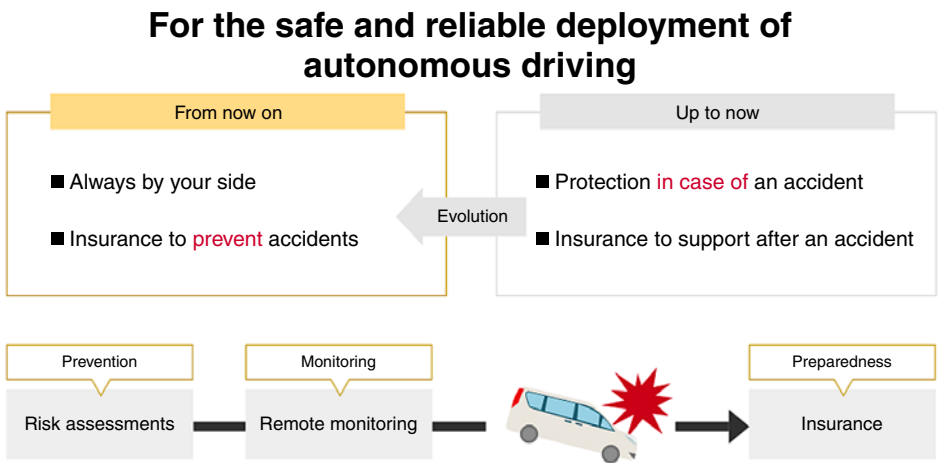 For the safe and reliable deployment of
autonomous driving
From now on
■ Always by your side
■ Insurance to prevent accidents
Evolution
Up to now
■ Protection in case of an accident
■ Insurance to support after an accident
Prevention
Risk assessments
Monitoring
Remote monitoring
Preparedness
Insurance